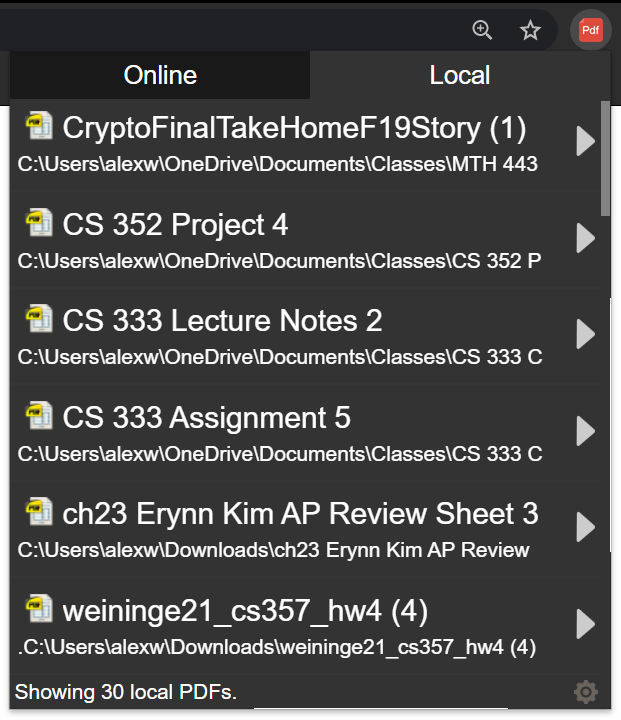 Pdf
Online Local
CryptoFinalTakeHomeF19Story (1)
C:\Users\alexw\OneDrive\Documents\Classes\MTH 443
CS 352 Project 4
C:\Users\alexw\OneDrive\Documents\Classes\CS 352 P
CS 333 Lecture Notes 2
C:\Users\alexw\OneDrive\Documents\Classes\CS 333 C
CS 333 Assignment 5
C:\Users\alexw\OneDrive\Documents\Classes\CS 333 C
ch23 Erynn Kim AP Review Sheet 3
C:\Users\alexw\Downloads\ch23 Erynn Kim AP Review
weininge21_cs357_hw4 (4)
.C:\Users\alexw\Downloads\weininge21_cs357_hw4 (4)
Showing 30 local PDFs.